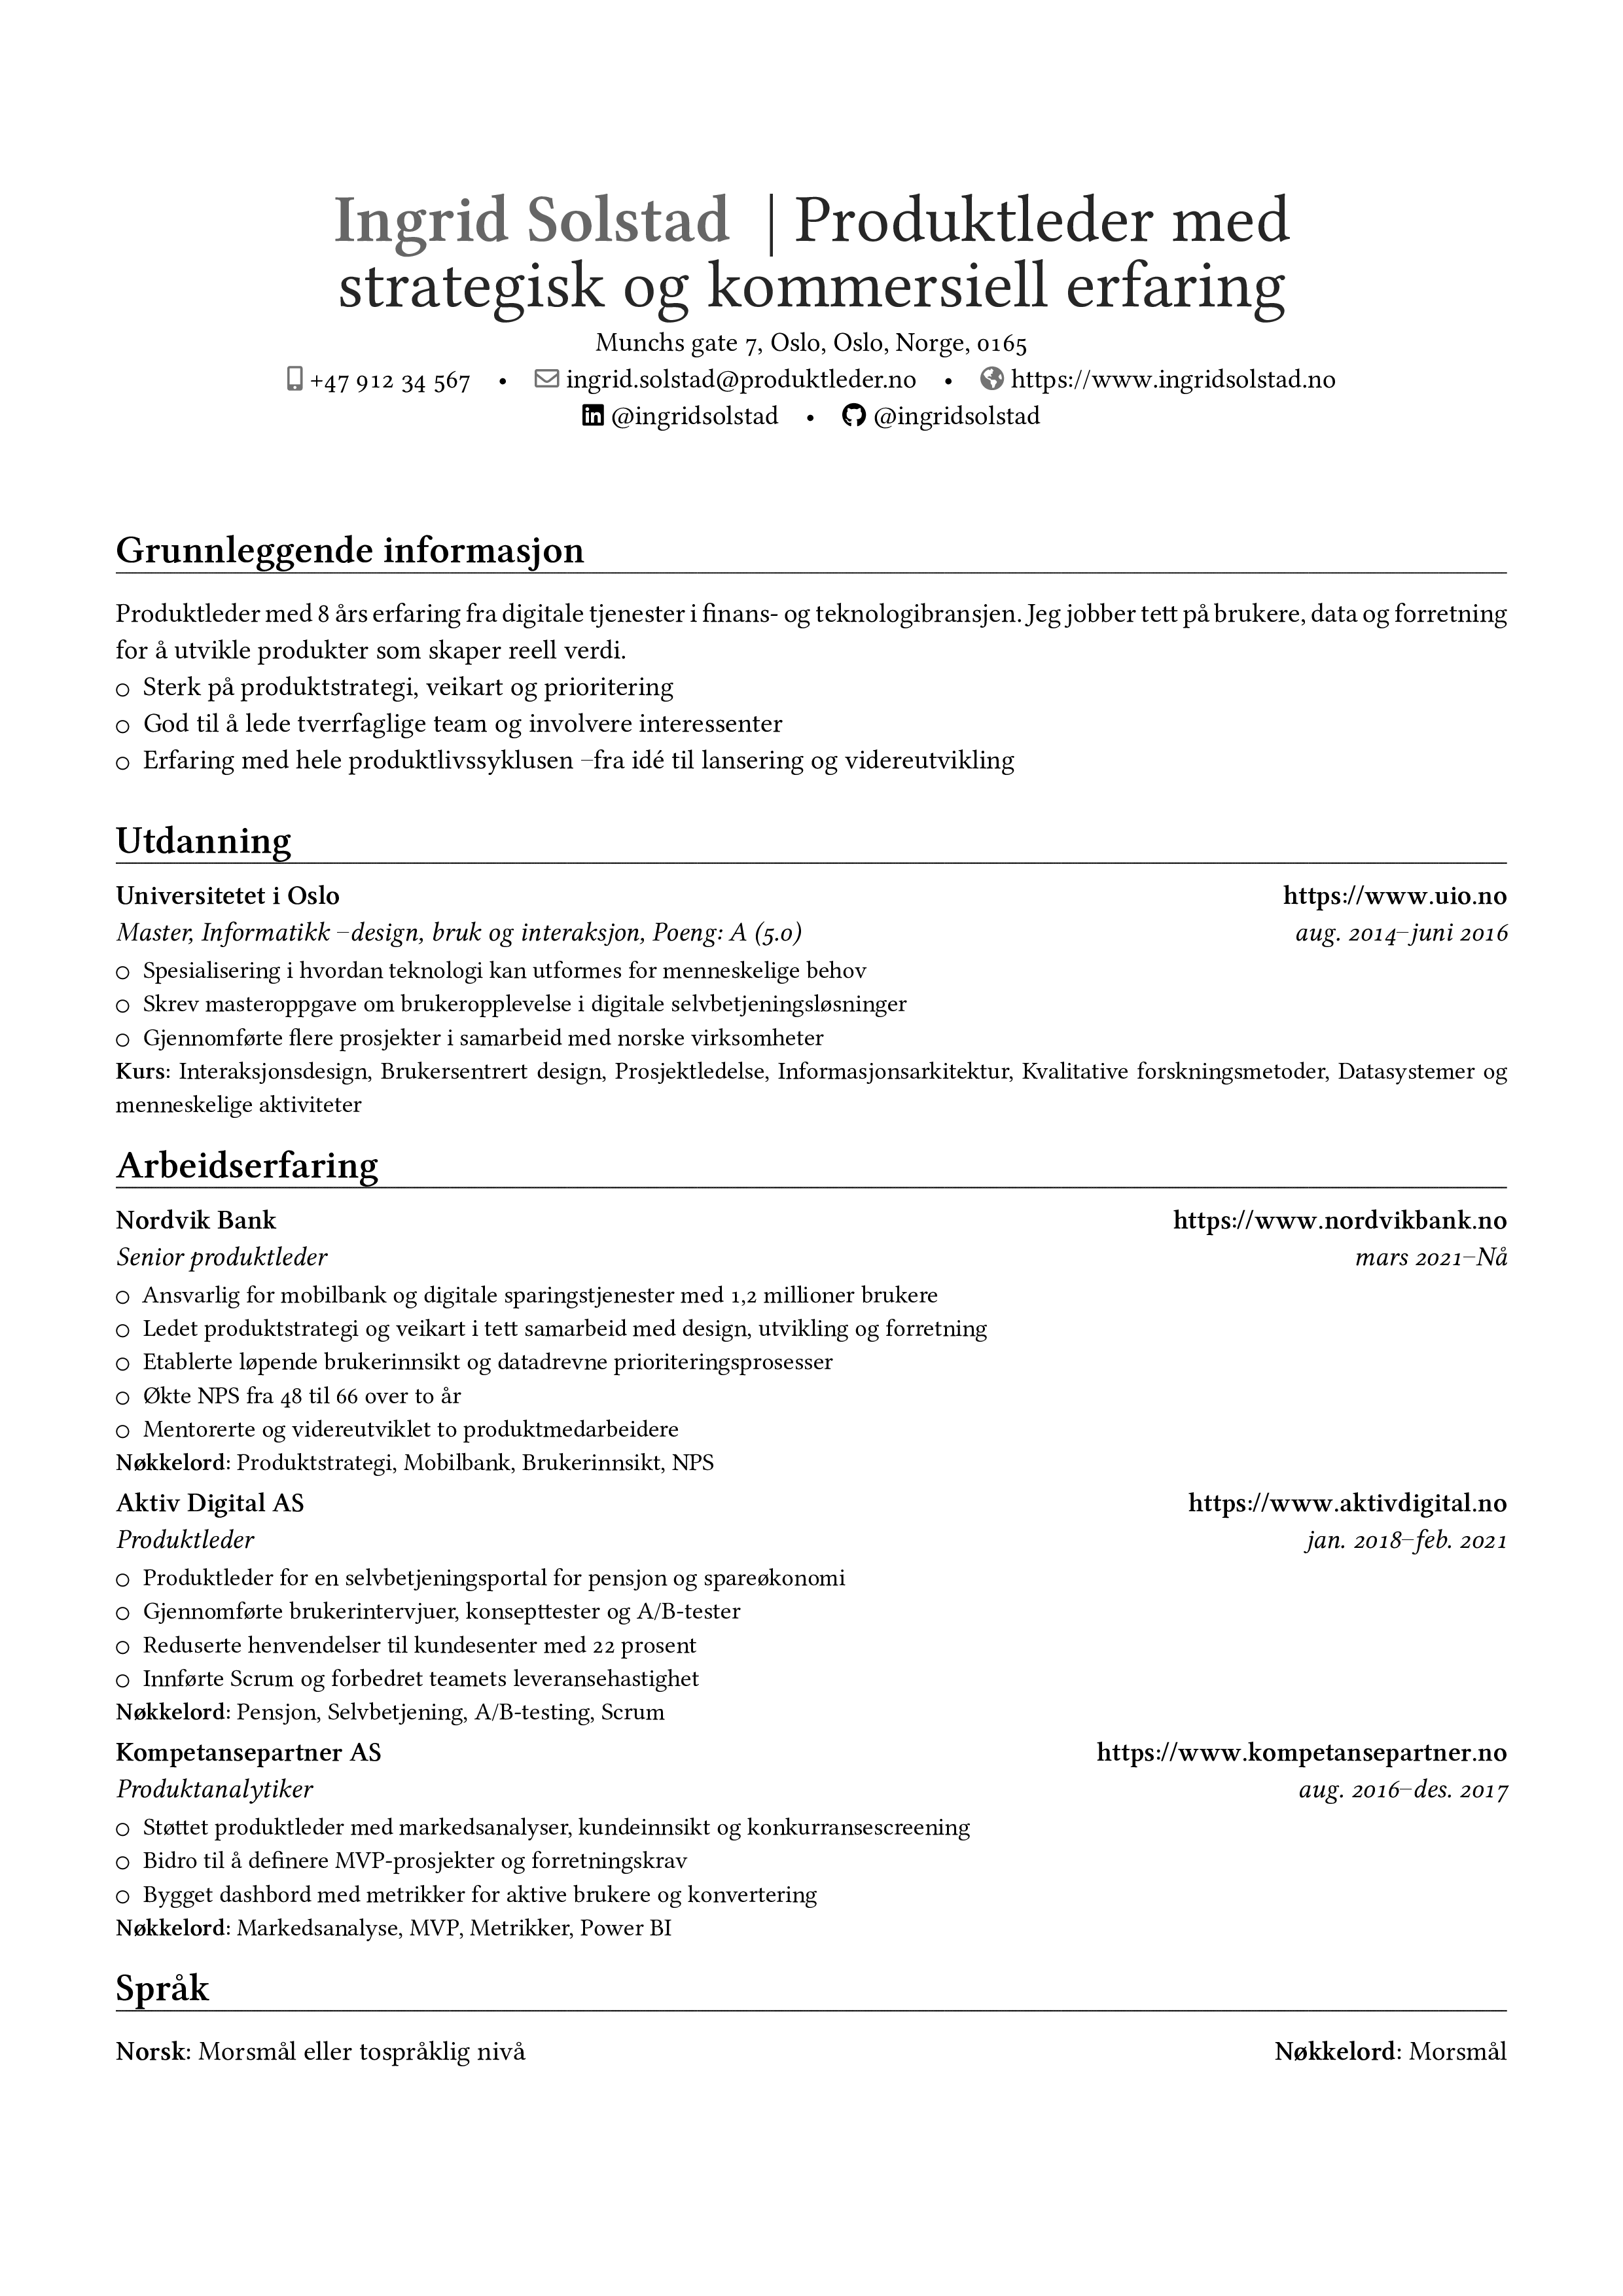 Ingrid Solstad | Produktleder med
strategisk og kommersiell erfaring
Munchs gate 7, Oslo, Oslo, Norge, 0165
+47 912 34 567 • ingrid.solstad@produktleder.no • https://www.ingridsolstad.no
@ingridsolstad • @ingridsolstad
Grunnleggende informasjon
Produktleder med 8 års erfaring fra digitale tjenester i finans- og teknologibransjen. Jeg jobber tett på brukere, data og forretning
for å utvikle produkter som skaper reell verdi.
○ Sterk på produktstrategi, veikart og prioritering
○ God til å lede tverrfaglige team og involvere interessenter
○ Erfaring med hele produktlivssyklusen –fra idé til lansering og videreutvikling
Utdanning
Universitetet i Oslo https://www.uio.no
Master, Informatikk –design, bruk og interaksjon, Poeng: A (5.0) aug. 2014–juni 2016
○ Spesialisering i hvordan teknologi kan utformes for menneskelige behov
○ Skrev masteroppgave om brukeropplevelse i digitale selvbetjeningsløsninger
○ Gjennomførte flere prosjekter i samarbeid med norske virksomheter
Kurs: Interaksjonsdesign, Brukersentrert design, Prosjektledelse, Informasjonsarkitektur, Kvalitative forskningsmetoder, Datasystemer og
menneskelige aktiviteter
Arbeidserfaring
Nordvik Bank https://www.nordvikbank.no
Senior produktleder mars 2021–Nå
○ Ansvarlig for mobilbank og digitale sparingstjenester med 1,2 millioner brukere
○ Ledet produktstrategi og veikart i tett samarbeid med design, utvikling og forretning
○ Etablerte løpende brukerinnsikt og datadrevne prioriteringsprosesser
○ Økte NPS fra 48 til 66 over to år
○ Mentorerte og videreutviklet to produktmedarbeidere
Nøkkelord: Produktstrategi, Mobilbank, Brukerinnsikt, NPS
Aktiv Digital AS https://www.aktivdigital.no
Produktleder jan. 2018–feb. 2021
○ Produktleder for en selvbetjeningsportal for pensjon og spareøkonomi
○ Gjennomførte brukerintervjuer, konsepttester og A/B-tester
○ Reduserte henvendelser til kundesenter med 22 prosent
○ Innførte Scrum og forbedret teamets leveransehastighet
Nøkkelord: Pensjon, Selvbetjening, A/B-testing, Scrum
Kompetansepartner AS https://www.kompetansepartner.no
Produktanalytiker aug. 2016–des. 2017
○ Støttet produktleder med markedsanalyser, kundeinnsikt og konkurransescreening
○ Bidro til å definere MVP-prosjekter og forretningskrav
○ Bygget dashbord med metrikker for aktive brukere og konvertering
Nøkkelord: Markedsanalyse, MVP, Metrikker, Power BI
Språk
Norsk: Morsmål eller tospråklig nivå Nøkkelord: Morsmål